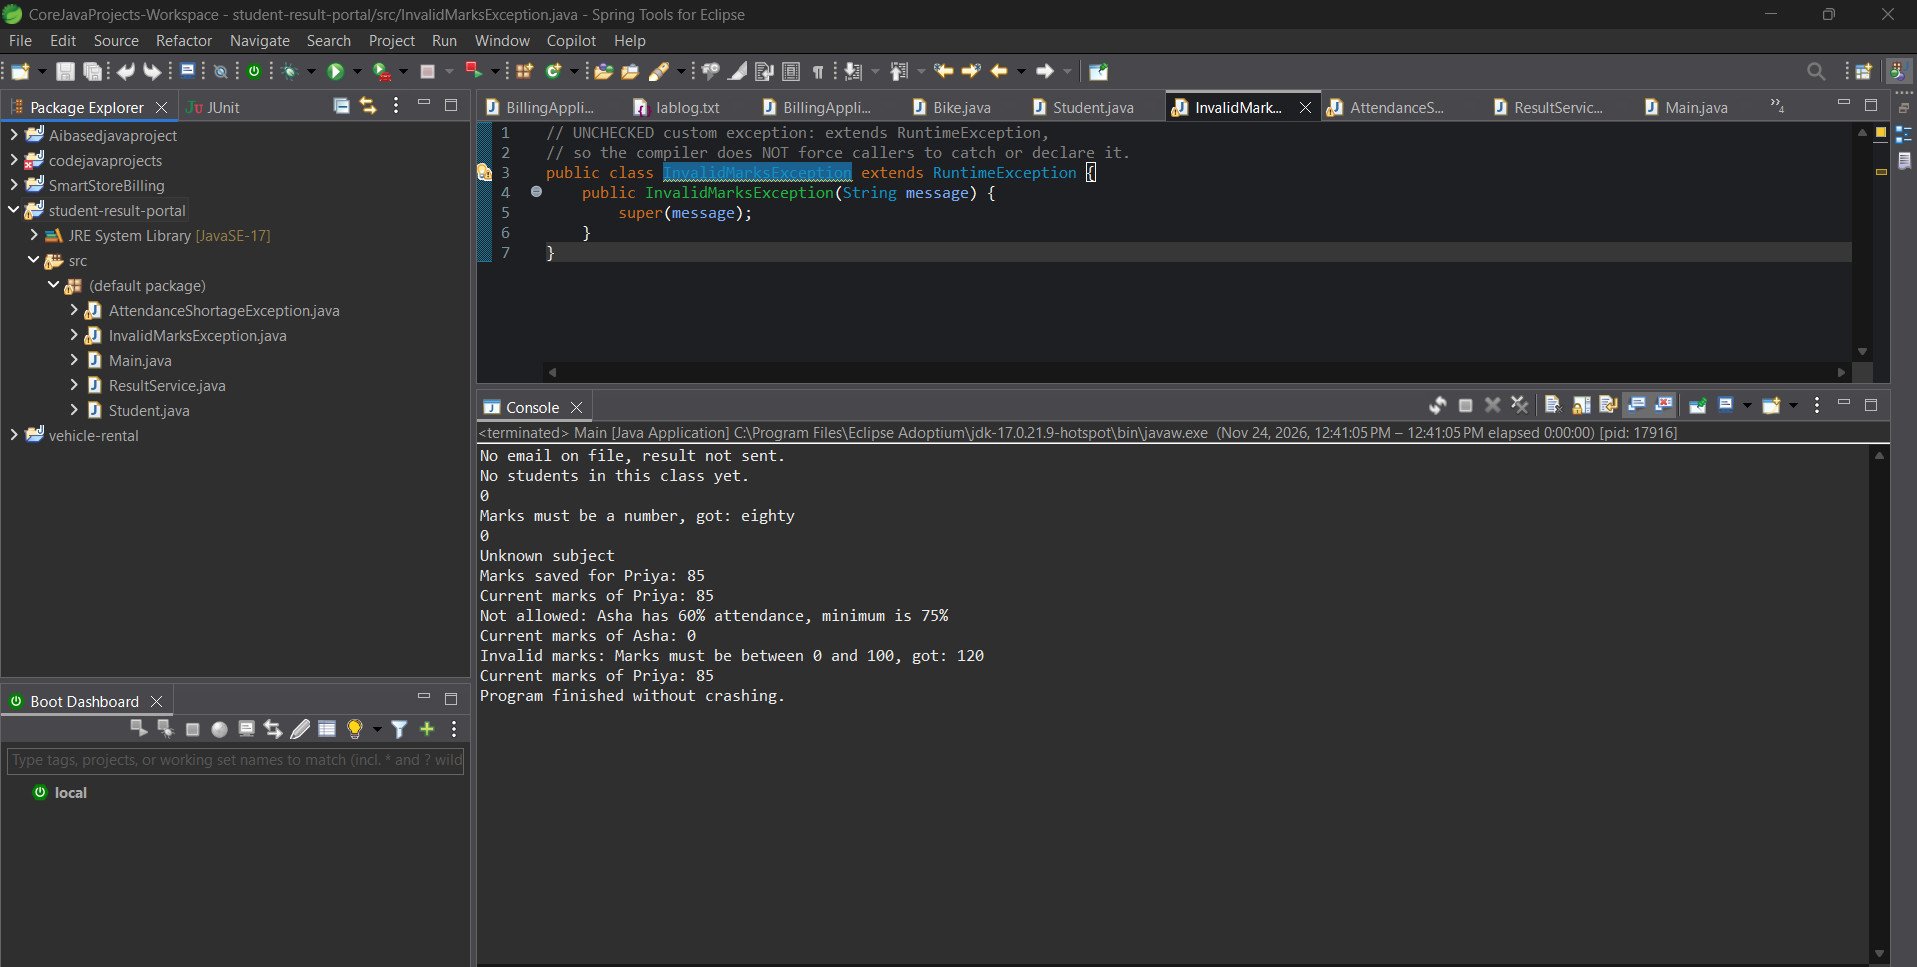 CoreJavaProjects-Workspace - student-result-portal/src/InvalidMarksException.java - Spring Tools for Eclipse
File Edit Source Refactor Navigate Search Project Run Window Copilot Help
Package Explorer
JUnit
Aibasedjavaproject
codejavaprojects
SmartStoreBilling
student-result-portal
JRE System Library [JavaSE-17]
src
(default package)
AttendanceShortageException.java
InvalidMarksException.java
Main.java
ResultService.java
Student.java
vehicle-rental
Boot Dashboard
Type tags, projects, or working set names to match (incl. * and ? wild
local
BillingAppli... lablog.txt BillingAppli... Bike.java Student.java InvalidMark... AttendanceS... ResultServic... Main.java »4
1 // UNCHECKED custom exception: extends RuntimeException,
2 // so the compiler does NOT force callers to catch or declare it.
3 public class InvalidMarksException extends RuntimeException {
4 public InvalidMarksException(String message) {
5 super(message);
6 }
7 }
Console
<terminated> Main [Java Application] C:\Program Files\Eclipse Adoptium\jdk-17.0.21.9-hotspot\bin\javaw.exe (Nov 24, 2026, 12:41:05 PM – 12:41:05 PM elapsed 0:00:00) [pid: 17916]
No email on file, result not sent.
No students in this class yet.
0
Marks must be a number, got: eighty
0
Unknown subject
Marks saved for Priya: 85
Current marks of Priya: 85
Not allowed: Asha has 60% attendance, minimum is 75%
Current marks of Asha: 0
Invalid marks: Marks must be between 0 and 100, got: 120
Current marks of Priya: 85
Program finished without crashing.